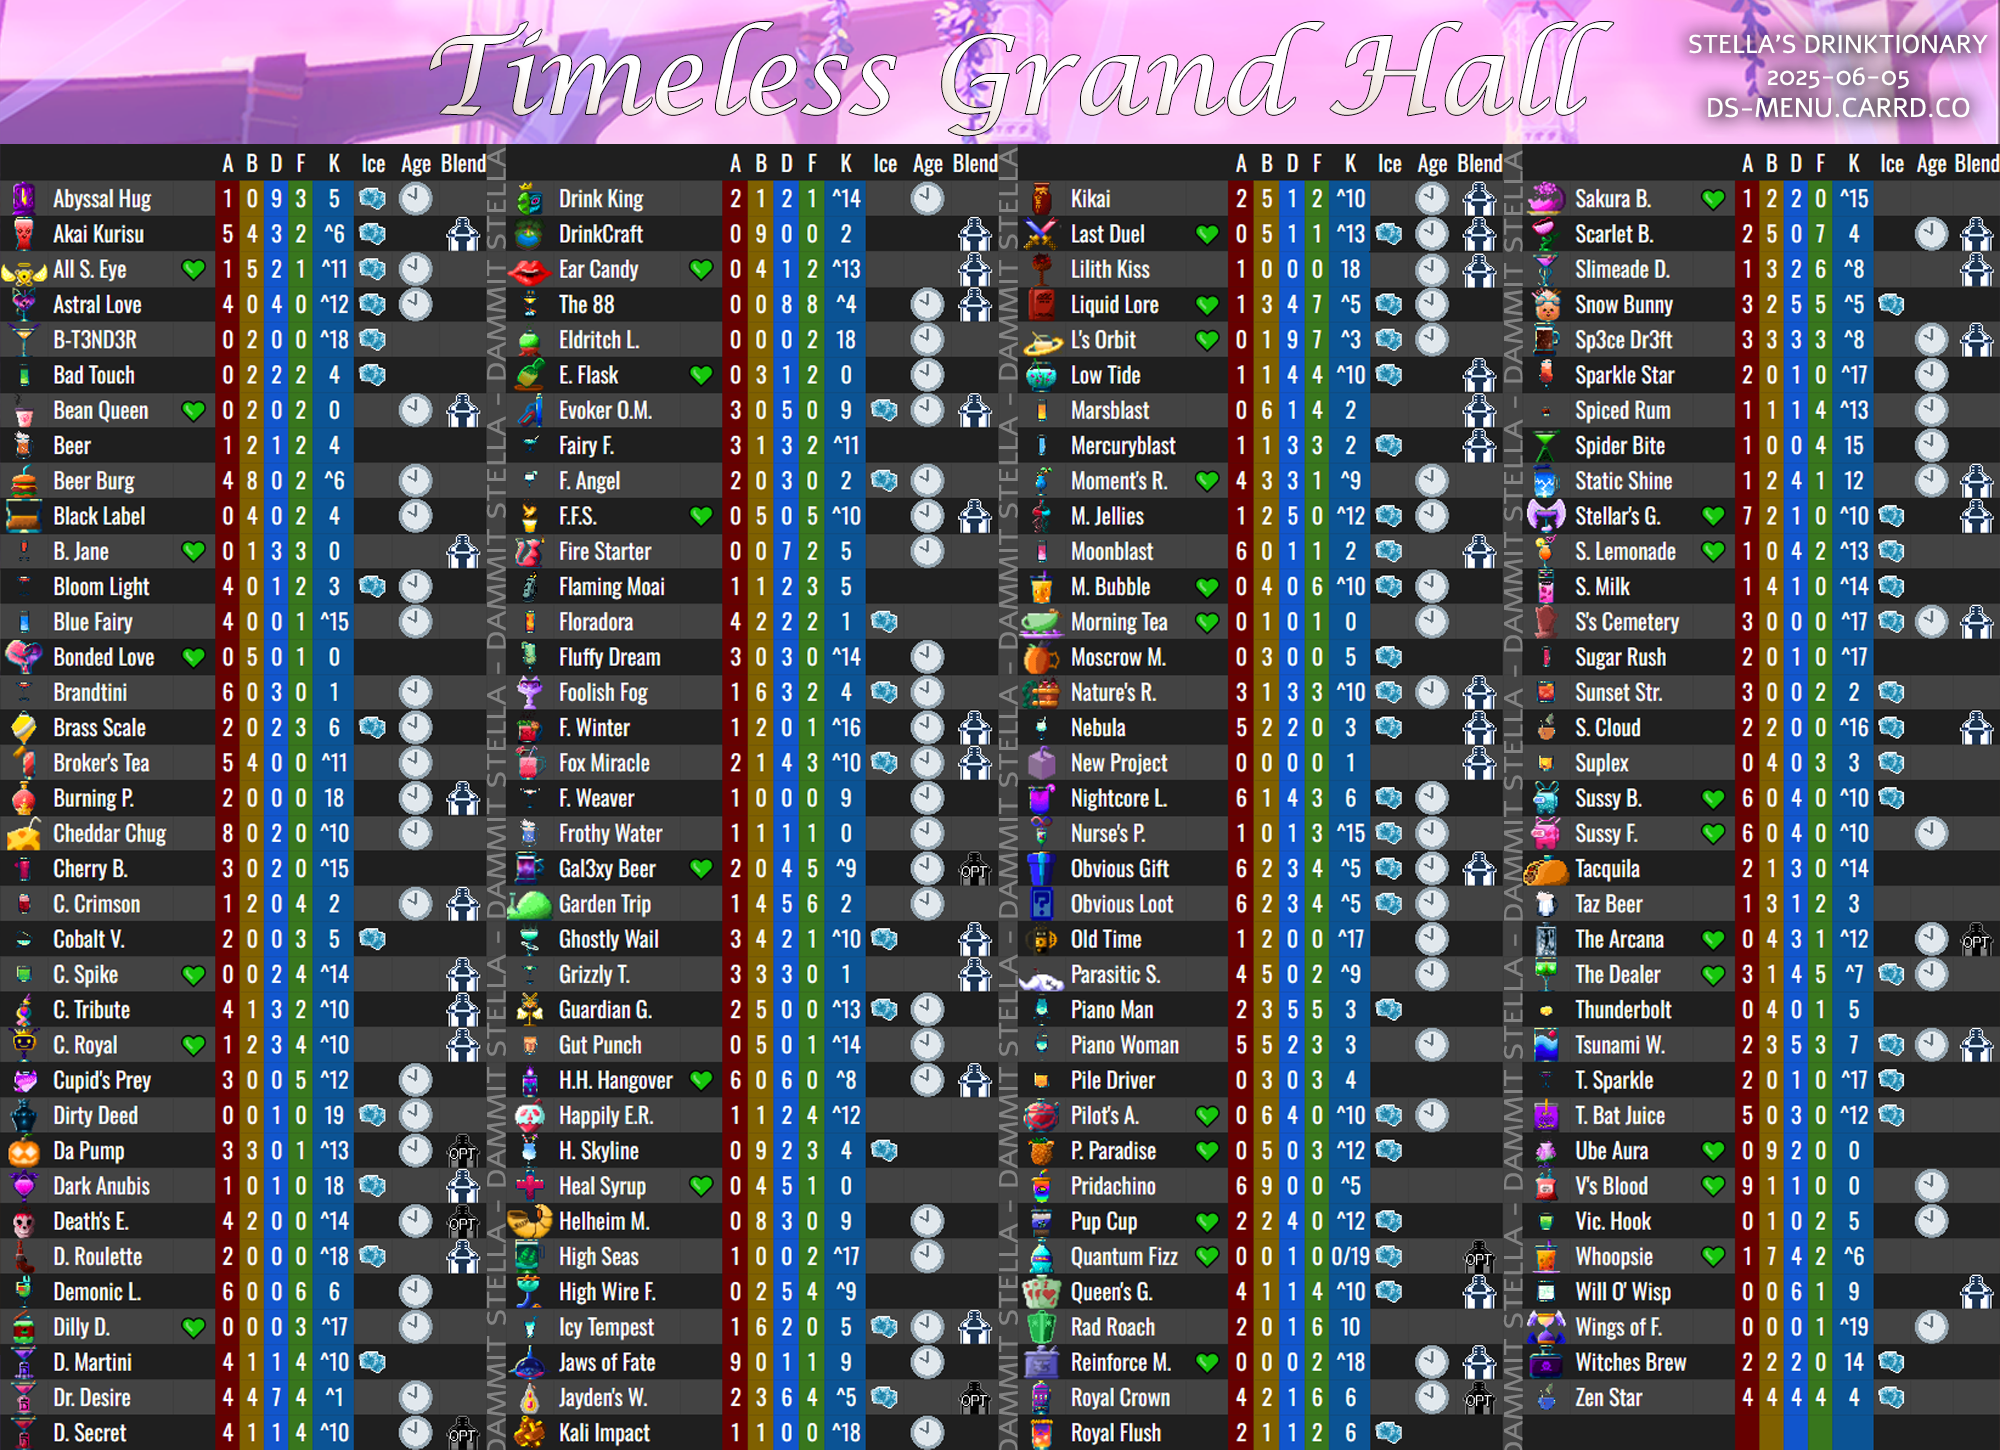 Timeless Grand Hall
STELLA'S DRINKTIONARY
2025-06-05
DS-MENU.CARRD.CO
A B D F K Ice Age Blend
Abyssal Hug 1 0 9 3 5
Akai Kurisu 5 4 3 2 ^6
All S. Eye 1 5 2 1 ^11
Astral Love 4 0 4 0 ^12
B-T3ND3R 0 2 0 0 ^18
Bad Touch 0 2 2 2 4
Bean Queen 0 2 0 2 0
Beer 1 2 1 2 4
Beer Burg 4 8 0 2 ^6
Black Label 0 4 0 2 4
B. Jane 0 1 3 3 0
Bloom Light 4 0 1 2 3
Blue Fairy 4 0 0 1 ^15
Bonded Love 0 5 0 1 0
Brandtini 6 0 3 0 1
Brass Scale 2 0 2 3 6
Broker's Tea 5 4 0 0 ^11
Burning P. 2 0 0 0 18
Cheddar Chug 8 0 2 0 ^10
Cherry B. 3 0 2 0 ^15
C. Crimson 1 2 0 4 2
Cobalt V. 2 0 0 3 5
C. Spike 0 0 2 4 ^14
C. Tribute 4 1 3 2 ^10
C. Royal 1 2 3 4 ^10
Cupid's Prey 3 0 0 5 ^12
Dirty Deed 0 0 1 0 19
Da Pump 3 3 0 1 ^13 OPT
Dark Anubis 1 0 1 0 18
Death's E. 4 2 0 0 ^14 OPT
D. Roulette 2 0 0 0 ^18
Demonic L. 6 0 0 6 6
Dilly D. 0 0 0 3 ^17
D. Martini 4 1 1 4 ^10
Dr. Desire 4 4 7 4 ^1
D. Secret 4 1 1 4 ^10 OPT
DAMMIT STELLA - DAMMIT STELLA - DAMMIT STELLA - DAMMIT STELLA - DAMMIT STELLA
A B D F K Ice Age Blend
Drink King 2 1 2 1 ^14
DrinkCraft 0 9 0 0 2
Ear Candy 0 4 1 2 ^13
The 88 0 0 8 8 ^4
Eldritch L. 0 0 0 2 18
E. Flask 0 3 1 2 0
Evoker O.M. 3 0 5 0 9
Fairy F. 3 1 3 2 ^11
F. Angel 2 0 3 0 2
F.F.S. 0 5 0 5 ^10
Fire Starter 0 0 7 2 5
Flaming Moai 1 1 2 3 5
Floradora 4 2 2 2 1
Fluffy Dream 3 0 3 0 ^14
Foolish Fog 1 6 3 2 4
F. Winter 1 2 0 1 ^16
Fox Miracle 2 1 4 3 ^10
F. Weaver 1 0 0 0 9
Frothy Water 1 1 1 1 0
Gal3xy Beer 2 0 4 5 ^9 OPT
Garden Trip 1 4 5 6 2
Ghostly Wail 3 4 2 1 ^10
Grizzly T. 3 3 3 0 1
Guardian G. 2 5 0 0 ^13
Gut Punch 0 5 0 1 ^14
H.H. Hangover 6 0 6 0 ^8
Happily E.R. 1 1 2 4 ^12
H. Skyline 0 9 2 3 4
Heal Syrup 0 4 5 1 0
Helheim M. 0 8 3 0 9
High Seas 1 0 0 2 ^17
High Wire F. 0 2 5 4 ^9
Icy Tempest 1 6 2 0 5
Jaws of Fate 9 0 1 1 9
Jayden's W. 2 3 6 4 ^5 OPT
Kali Impact 1 1 0 0 ^18
DAMMIT STELLA - DAMMIT STELLA - DAMMIT STELLA - DAMMIT STELLA - DAMMIT STELLA
A B D F K Ice Age Blend
Kikai 2 5 1 2 ^10
Last Duel 0 5 1 1 ^13
Lilith Kiss 1 0 0 0 18
Liquid Lore 1 3 4 7 ^5
L's Orbit 0 1 9 7 ^3
Low Tide 1 1 4 4 ^10
Marsblast 0 6 1 4 2
Mercuryblast 1 1 3 3 2
Moment's R. 4 3 3 1 ^9
M. Jellies 1 2 5 0 ^12
Moonblast 6 0 1 1 2
M. Bubble 0 4 0 6 ^10
Morning Tea 0 1 0 1 0
Moscrow M. 0 3 0 0 5
Nature's R. 3 1 3 3 ^10
Nebula 5 2 2 0 3
New Project 0 0 0 0 1
Nightcore L. 6 1 4 3 6
Nurse's P. 1 0 1 3 ^15
Obvious Gift 6 2 3 4 ^5
Obvious Loot 6 2 3 4 ^5
Old Time 1 2 0 0 ^17
Parasitic S. 4 5 0 2 ^9
Piano Man 2 3 5 5 3
Piano Woman 5 5 2 3 3
Pile Driver 0 3 0 3 4
Pilot's A. 0 6 4 0 ^10
P. Paradise 0 5 0 3 ^12
Pridachino 6 9 0 0 ^5
Pup Cup 2 2 4 0 ^12
Quantum Fizz 0 0 1 0 0/19 OPT
Queen's G. 4 1 1 4 ^10
Rad Roach 2 0 1 6 10
Reinforce M. 0 0 0 2 ^18
Royal Crown 4 2 1 6 6 OPT
Royal Flush 2 1 1 2 6
DAMMIT STELLA - DAMMIT STELLA - DAMMIT STELLA - DAMMIT STELLA - DAMMIT STELLA
A B D F K Ice Age Blend
Sakura B. 1 2 2 0 ^15
Scarlet B. 2 5 0 7 4
Slimeade D. 1 3 2 6 ^8
Snow Bunny 3 2 5 5 ^5
Sp3ce Dr3ft 3 3 3 3 ^8
Sparkle Star 2 0 1 0 ^17
Spiced Rum 1 1 1 4 ^13
Spider Bite 1 0 0 4 15
Static Shine 1 2 4 1 12
Stellar's G. 7 2 1 0 ^10
S. Lemonade 1 0 4 2 ^13
S. Milk 1 4 1 0 ^14
S's Cemetery 3 0 0 0 ^17
Sugar Rush 2 0 1 0 ^17
Sunset Str. 3 0 0 2 2
S. Cloud 2 2 0 0 ^16
Suplex 0 4 0 3 3
Sussy B. 6 0 4 0 ^10
Sussy F. 6 0 4 0 ^10
Tacquila 2 1 3 0 ^14
Taz Beer 1 3 1 2 3
The Arcana 0 4 3 1 ^12 OPT
The Dealer 3 1 4 5 ^7
Thunderbolt 0 4 0 1 5
Tsunami W. 2 3 5 3 7
T. Sparkle 2 0 1 0 ^17
T. Bat Juice 5 0 3 0 ^12
Ube Aura 0 9 2 0 0
V's Blood 9 1 1 0 0
Vic. Hook 0 1 0 2 5
Whoopsie 1 7 4 2 ^6
Will O' Wisp 0 0 6 1 9
Wings of F. 0 0 0 1 ^19
Witches Brew 2 2 2 0 14
Zen Star 4 4 4 4 4